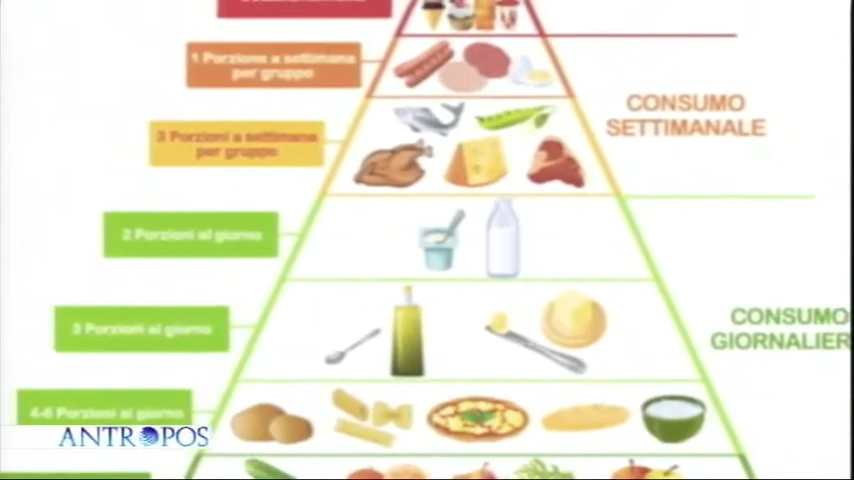 1 Porzione a settimana
per gruppo
CONSUMO
SETTIMANALE
3 Porzioni a settimana
per gruppo
2 Porzioni al giorno
3 Porzioni al giorno
CONSUMO
GIORNALIER
4-6 Porzioni al giorno
ANTROPOS